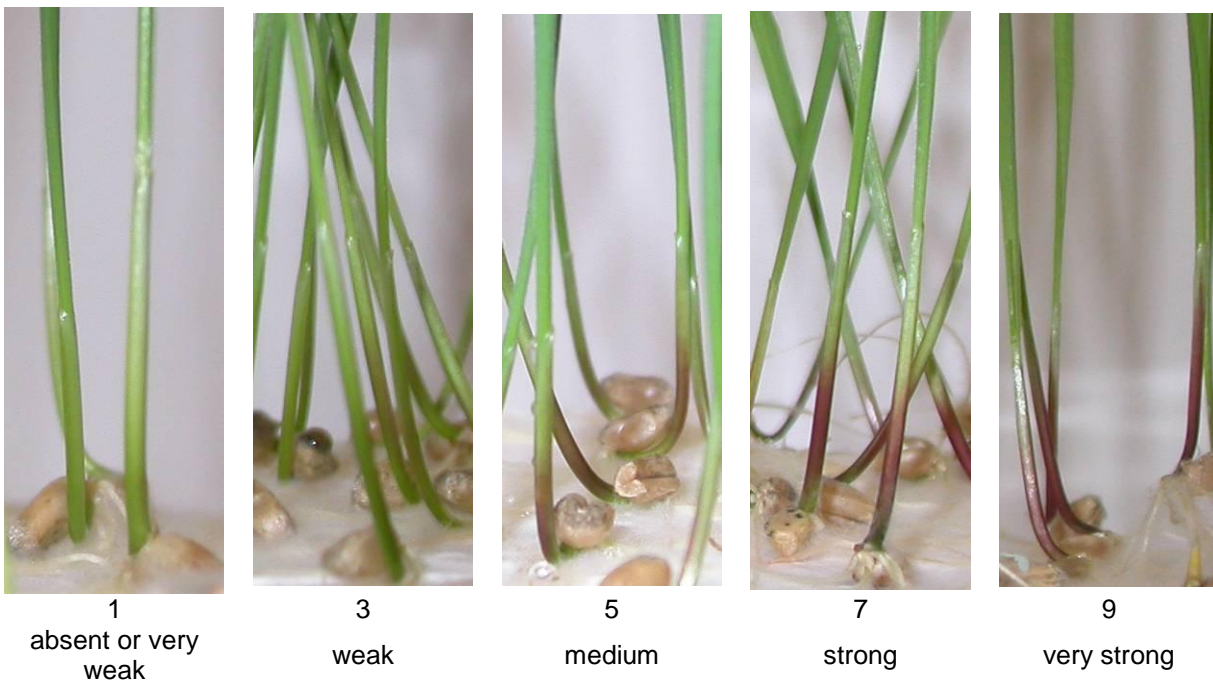 1
absent or very
weak
3
weak
5
medium
7
strong
9
very strong